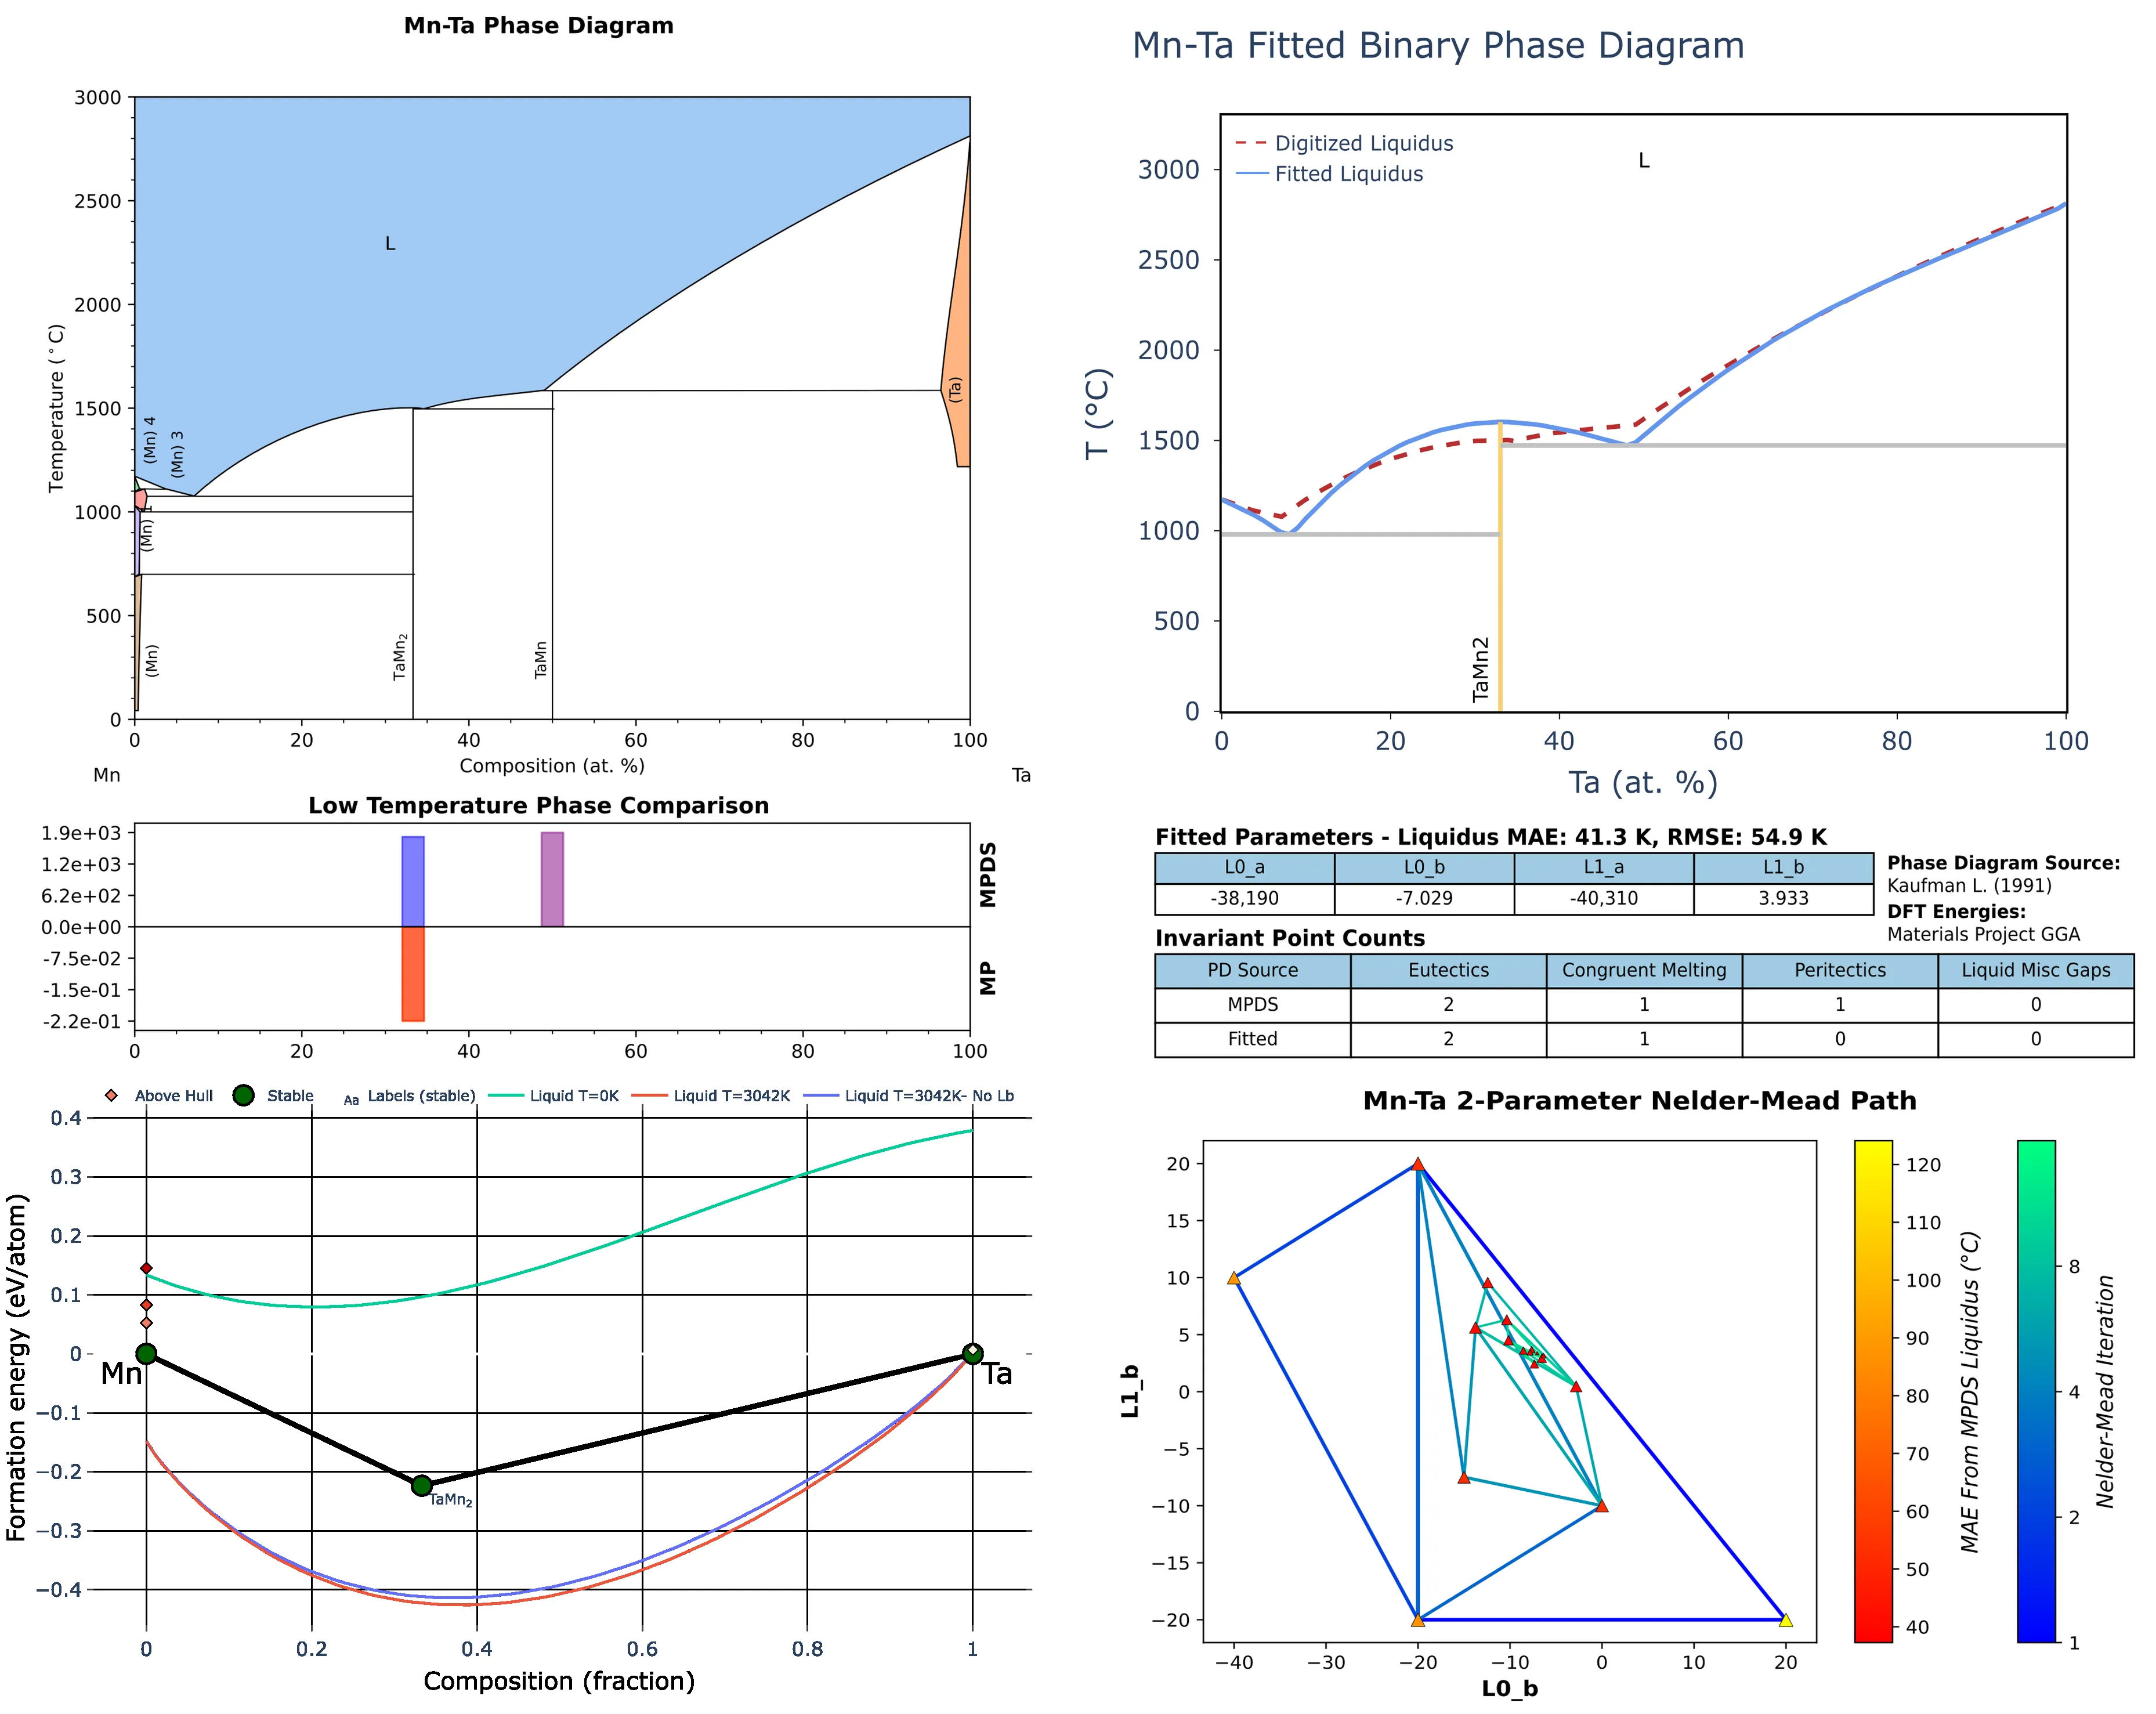 Mn-Ta Phase Diagram
3000
2500
2000
1500
1000
500
0
Temperature (°C)
L
(Mn) 4
(Mn) 3
(Mn) 1
(Mn)
TaMn2
TaMn
(Ta)
0 20 40 60 80 100
Composition (at. %)
Mn Ta
Mn-Ta Fitted Binary Phase Diagram
Digitized Liquidus
Fitted Liquidus
L
3000
2500
2000
1500
1000
500
0
T (°C)
TaMn2
0 20 40 60 80 100
Ta (at. %)
Low Temperature Phase Comparison
1.9e+03
1.2e+03
6.2e+02
0.0e+00
-7.5e-02
-1.5e-01
-2.2e-01
MPDS
MP
0 20 40 60 80 100
Fitted Parameters - Liquidus MAE: 41.3 K, RMSE: 54.9 K
L0_a L0_b L1_a L1_b
-38,190 -7.029 -40,310 3.933
Phase Diagram Source:
Kaufman L. (1991)
DFT Energies:
Materials Project GGA
Invariant Point Counts
PD Source Eutectics Congruent Melting Peritectics Liquid Misc Gaps
MPDS 2 1 1 0
Fitted 2 1 0 0
Above Hull Stable Aa Labels (stable) Liquid T=0K Liquid T=3042K Liquid T=3042K- No Lb
0.4
0.3
0.2
0.1
0
−0.1
−0.2
−0.3
−0.4
Formation energy (eV/atom)
Mn
Ta
TaMn2
0 0.2 0.4 0.6 0.8 1
Composition (fraction)
Mn-Ta 2-Parameter Nelder-Mead Path
20
15
10
5
0
−5
−10
−15
−20
L1_b
−40 −30 −20 −10 0 10 20
L0_b
120
110
100
90
80
70
60
50
40
MAE From MPDS Liquidus (°C)
8
4
2
1
Nelder-Mead Iteration